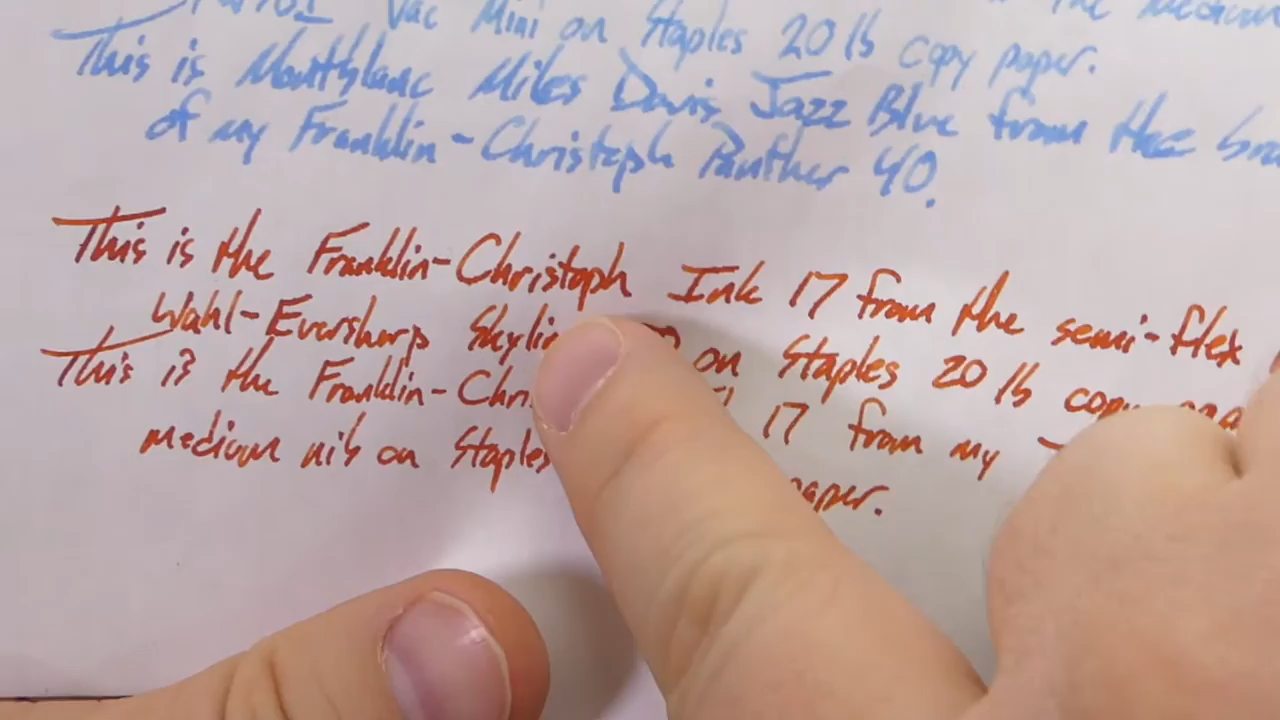 Vac Mini on Staples 20 lb copy paper.
This is Montblanc Miles Davis Jazz Blue from the
of my Franklin-Christoph Panther 40.
This is the Franklin-Christoph Ink 17 from the semi-flex
Wahl-Eversharp on Staples 20 lb
This is the Franklin- 17 from my
medium nib on Staples paper.